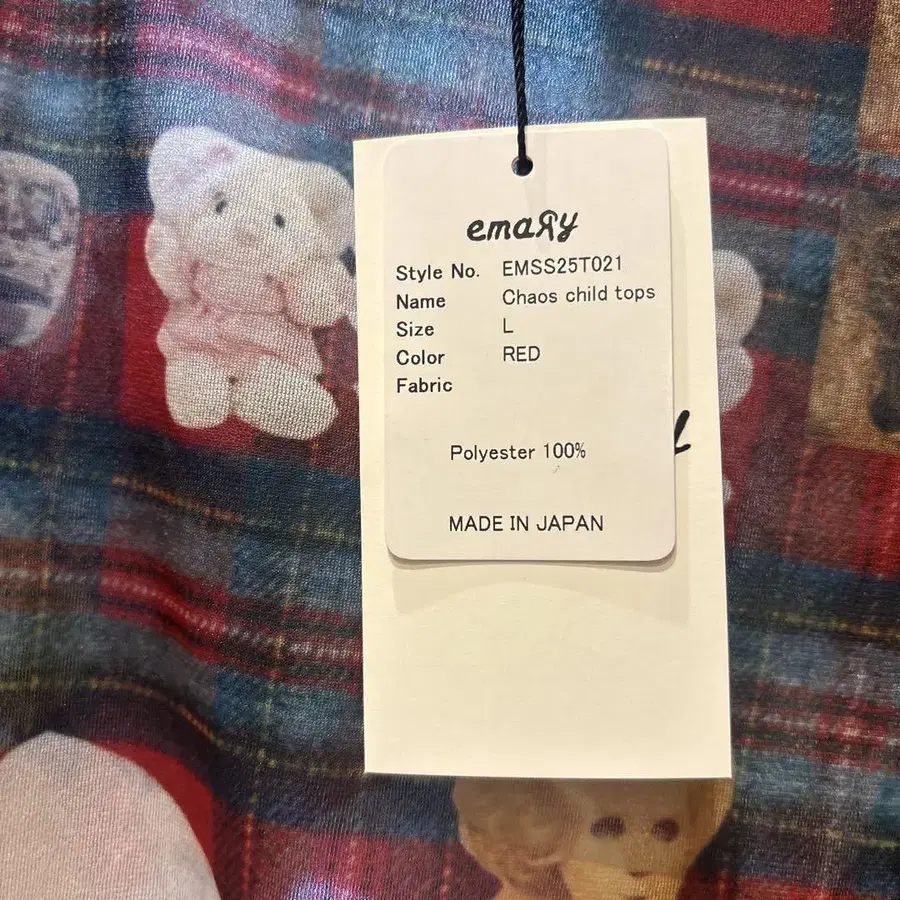 emaRy
Style No. EMSS25T021
Name Chaos child tops
Size L
Color RED
Fabric
Polyester 100%
MADE IN JAPAN